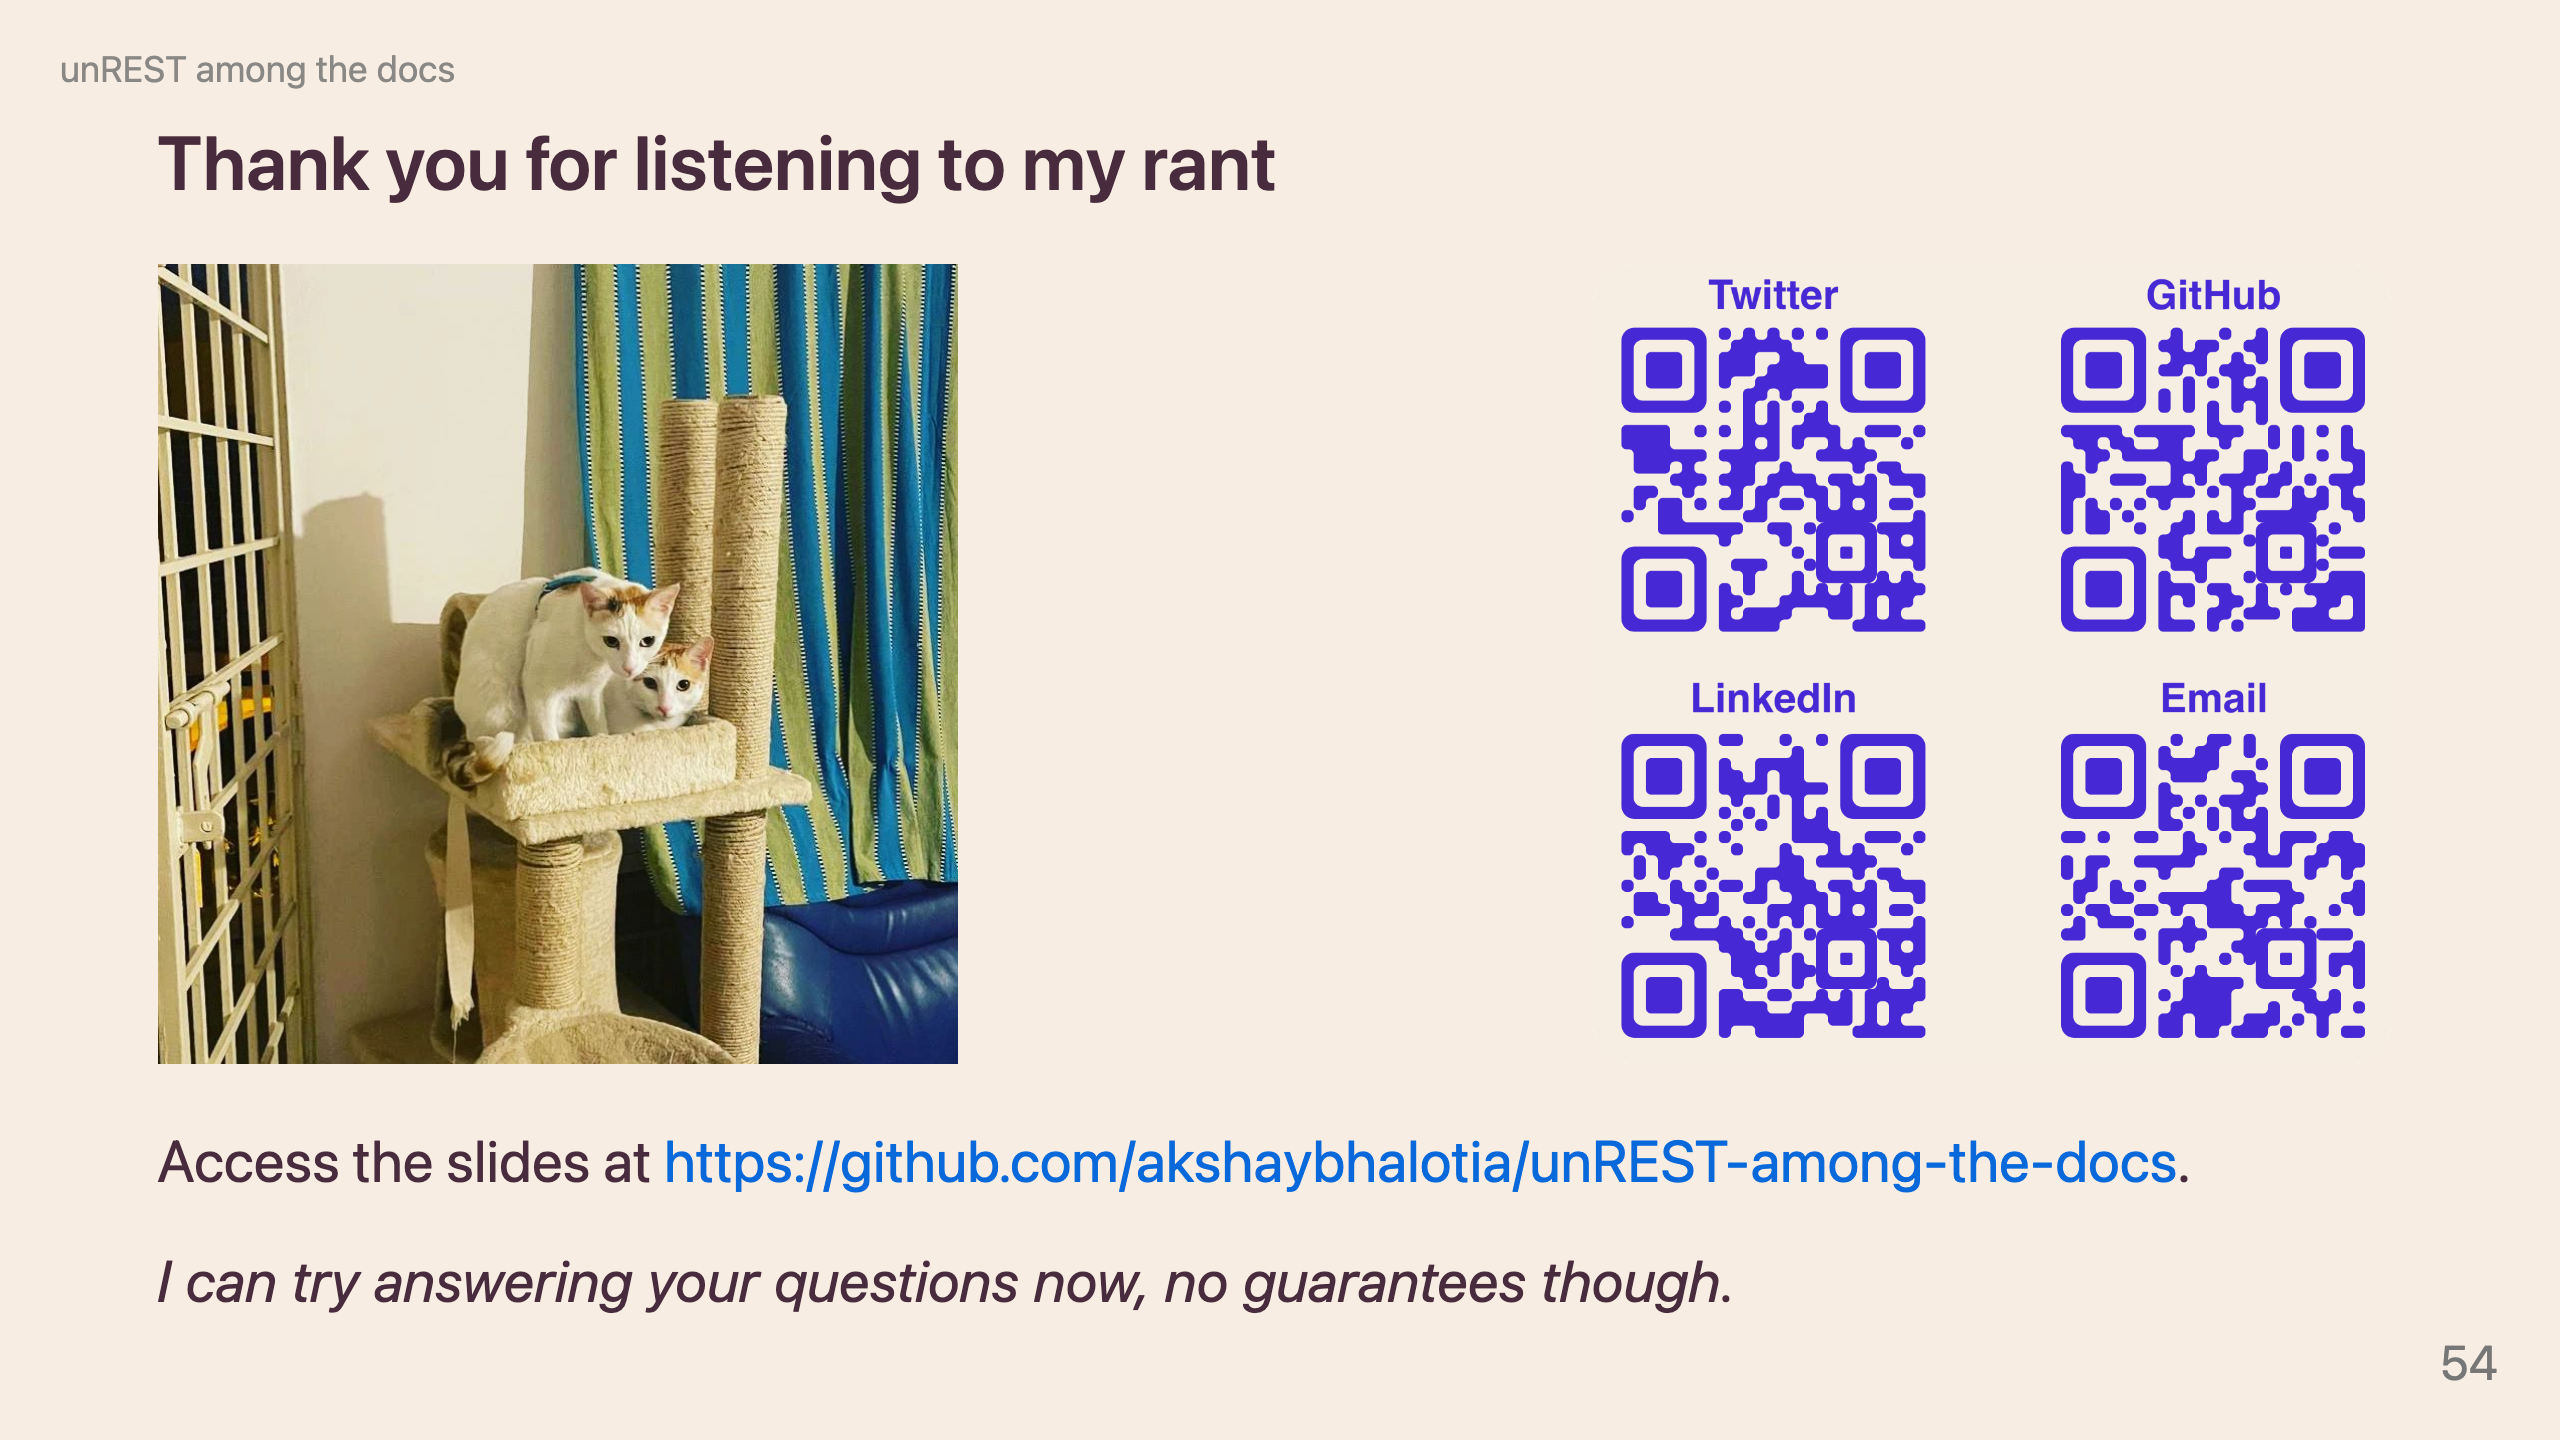 unREST among the docs
Thank you for listening to my rant
Twitter
GitHub
LinkedIn
Email
Access the slides at https://github.com/akshaybhalotia/unREST-among-the-docs.
I can try answering your questions now, no guarantees though.
54